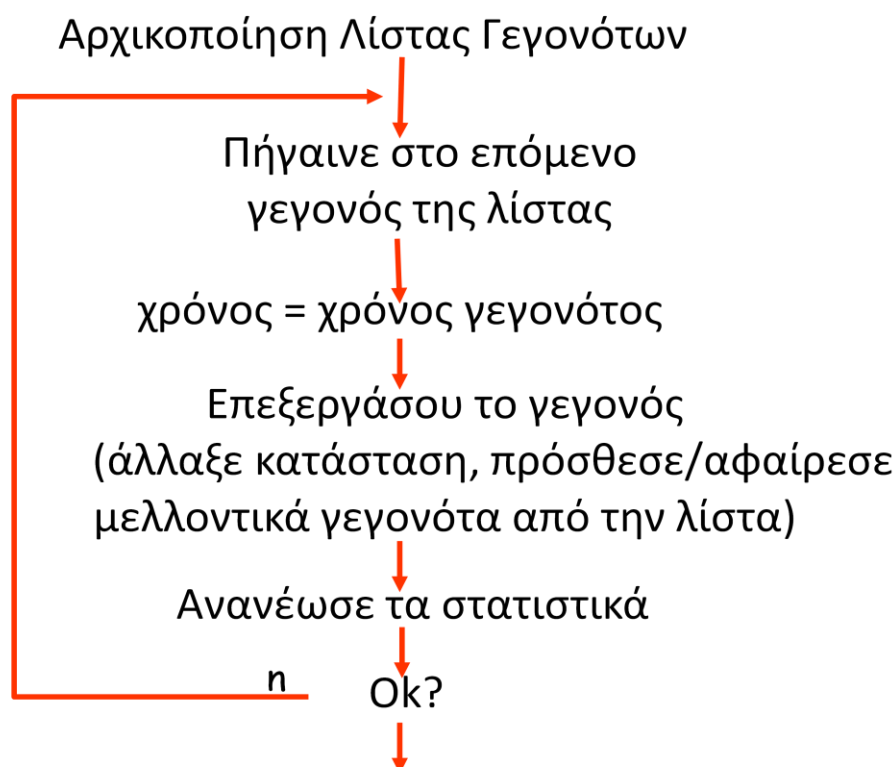 Αρχικοποίηση Λίστας Γεγονότων
Πήγαινε στο επόμενο
γεγονός της λίστας
χρόνος = χρόνος γεγονότος
Επεξεργάσου το γεγονός
(άλλαξε κατάσταση, πρόσθεσε/αφαίρεσε
μελλοντικά γεγονότα από την λίστα)
Ανανέωσε τα στατιστικά
n
Ok?